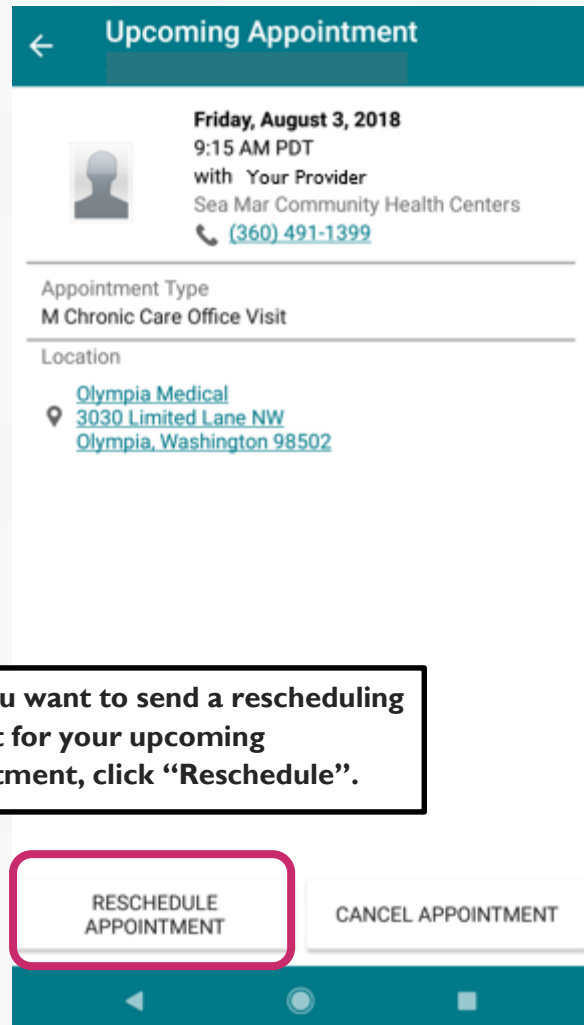 Upcoming Appointment
Friday, August 3, 2018
9:15 AM PDT
with Your Provider
Sea Mar Community Health Centers
(360) 491-1399
Appointment Type
M Chronic Care Office Visit
Location
Olympia Medical
3030 Limited Lane NW
Olympia, Washington 98502
want to send a rescheduling
for your upcoming
click “Reschedule”.
RESCHEDULE
APPOINTMENT
CANCEL APPOINTMENT